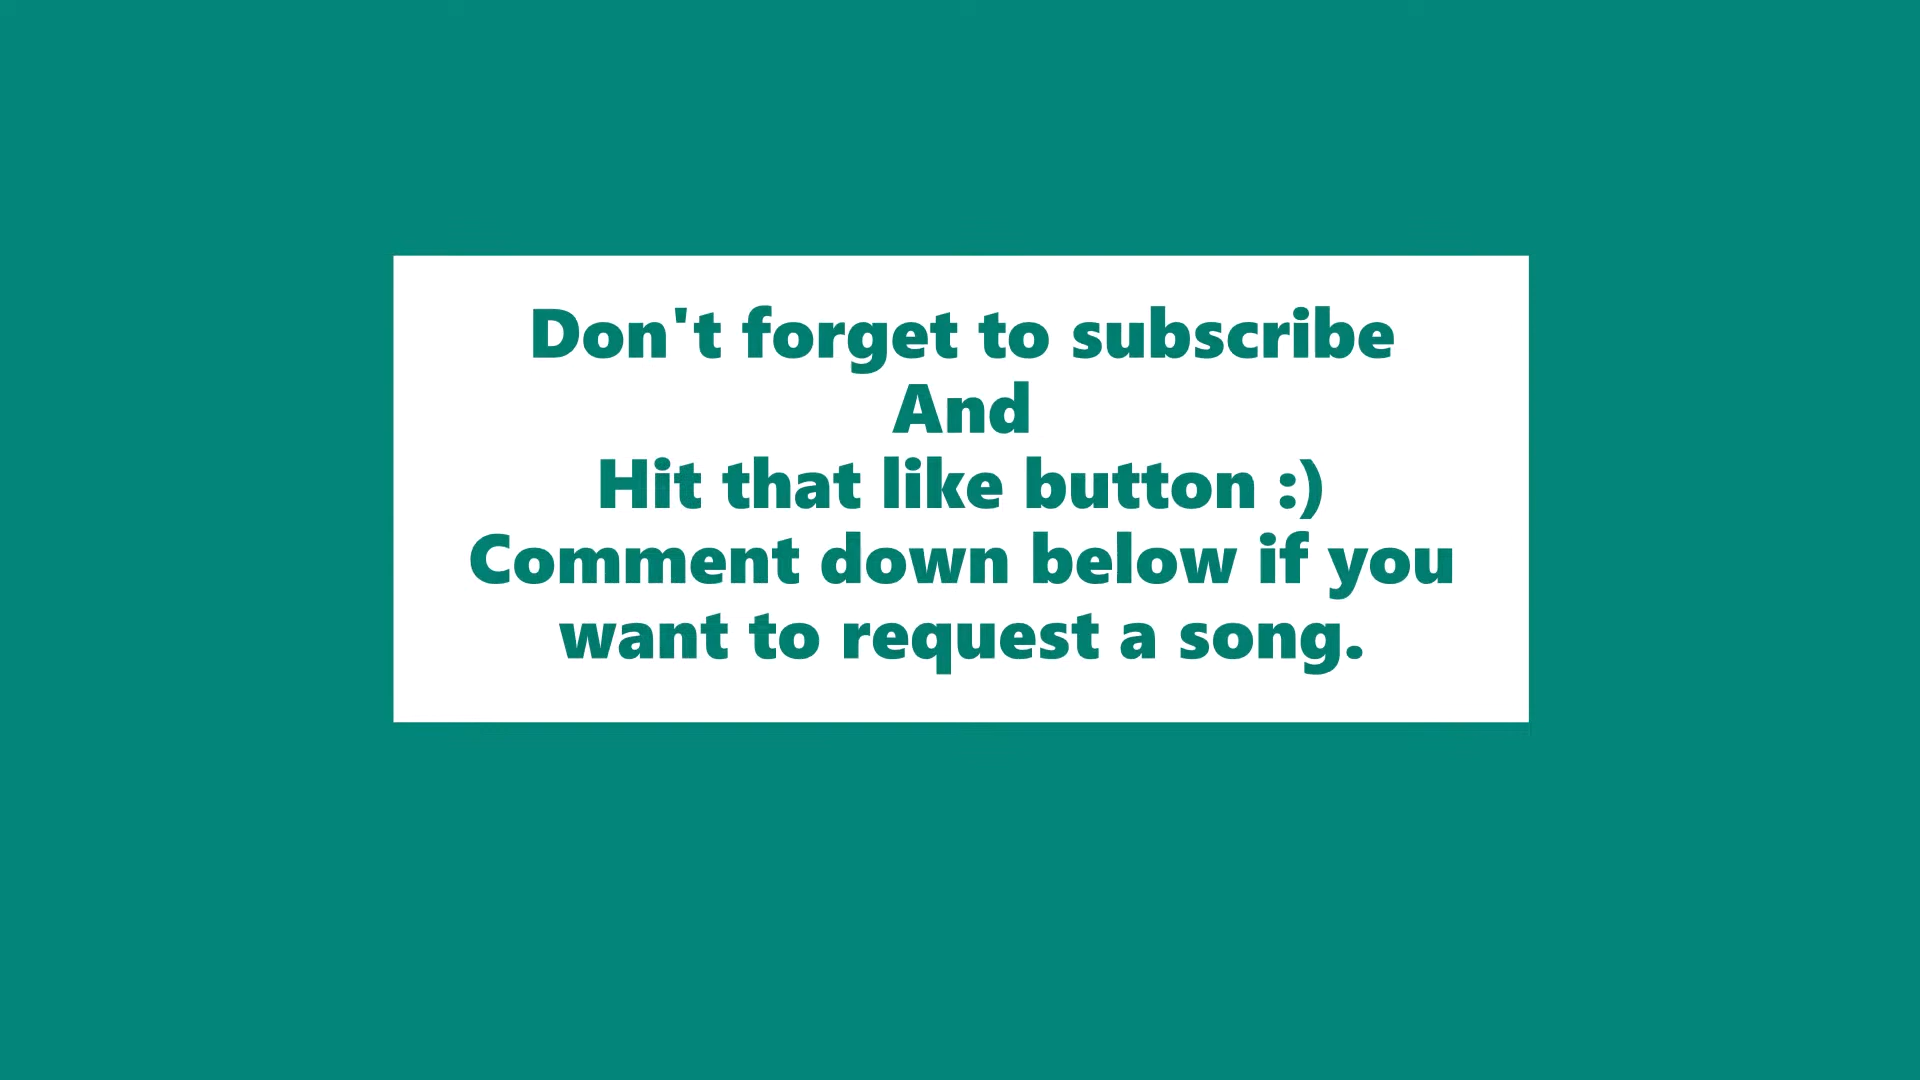 Don't forget to subscribe
And
Hit that like button :)
Comment down below if you
want to request a song.